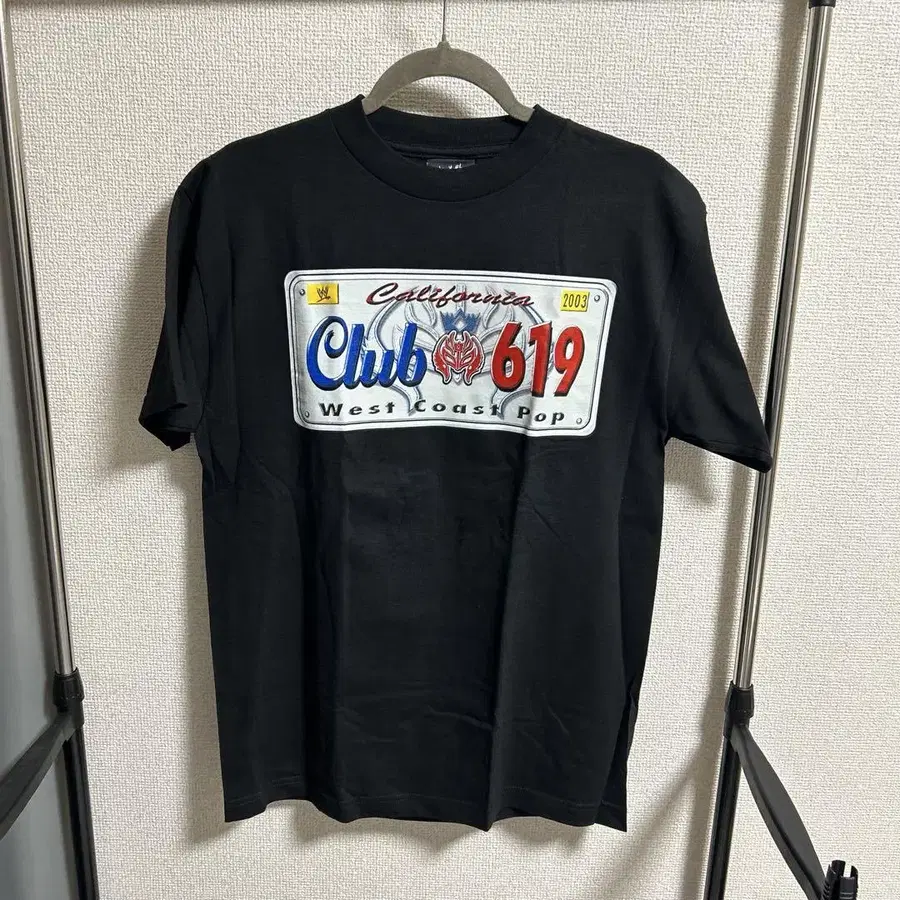 W California 2003
Club 619
West Coast Pop